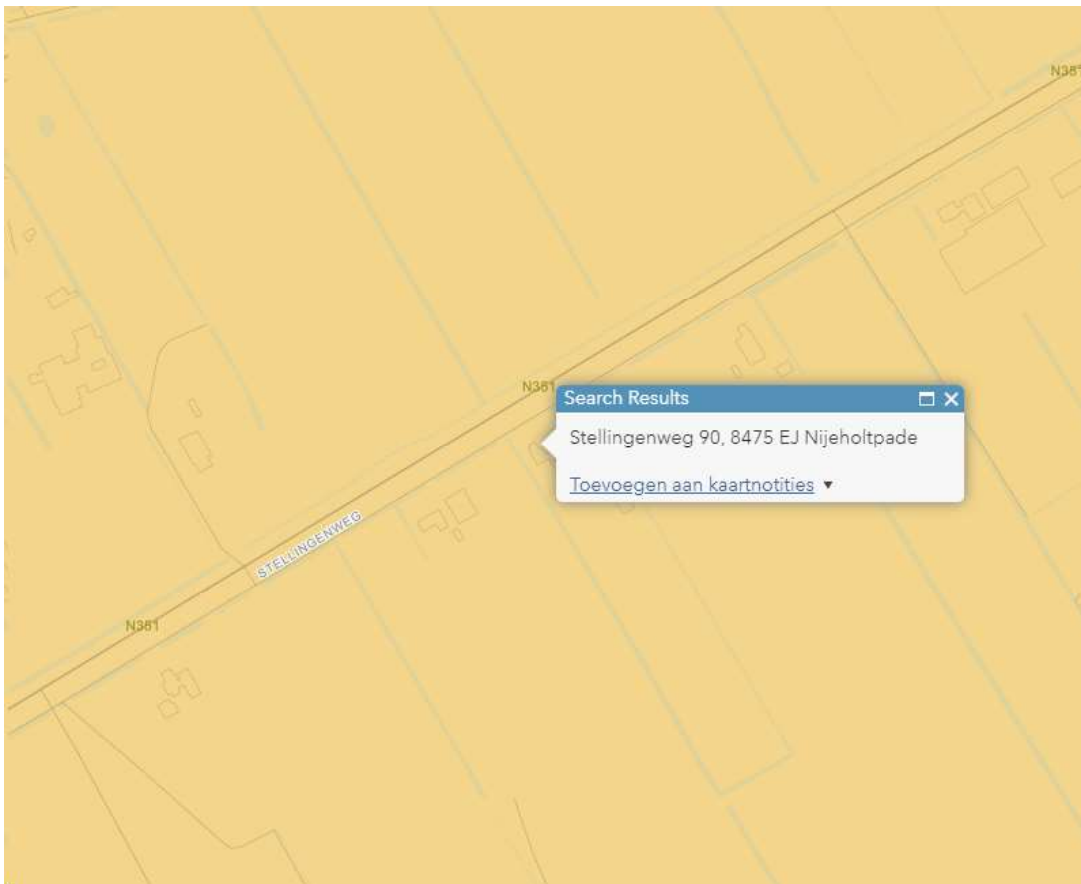 N381
N381
Search Results
Stellingenweg 90, 8475 EJ Nijeholtpade
Toevoegen aan kaartnotities
STELLINGENWEG
N381